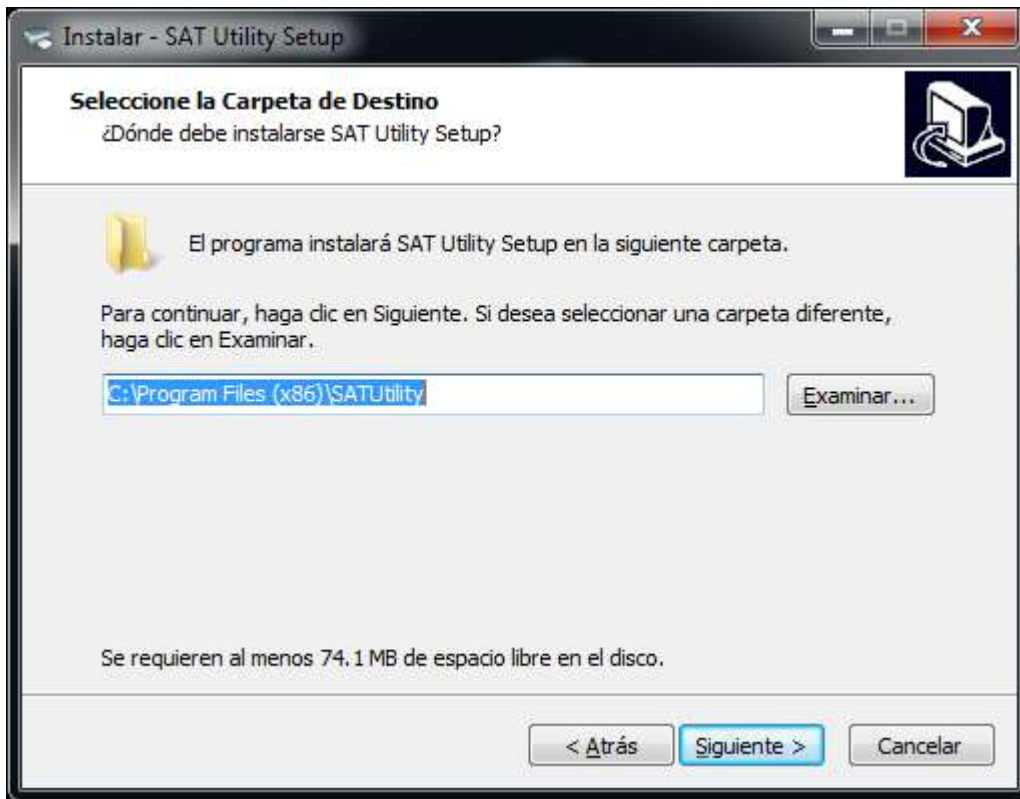 Instalar - SAT Utility Setup
Seleccione la Carpeta de Destino
¿Dónde debe instalarse SAT Utility Setup?
El programa instalará SAT Utility Setup en la siguiente carpeta.
Para continuar, haga clic en Siguiente. Si desea seleccionar una carpeta diferente,
haga clic en Examinar.
C:\Program Files (x86)\SATUtility
Examinar...
Se requieren al menos 74.1 MB de espacio libre en el disco.
< Atrás
Siguiente >
Cancelar